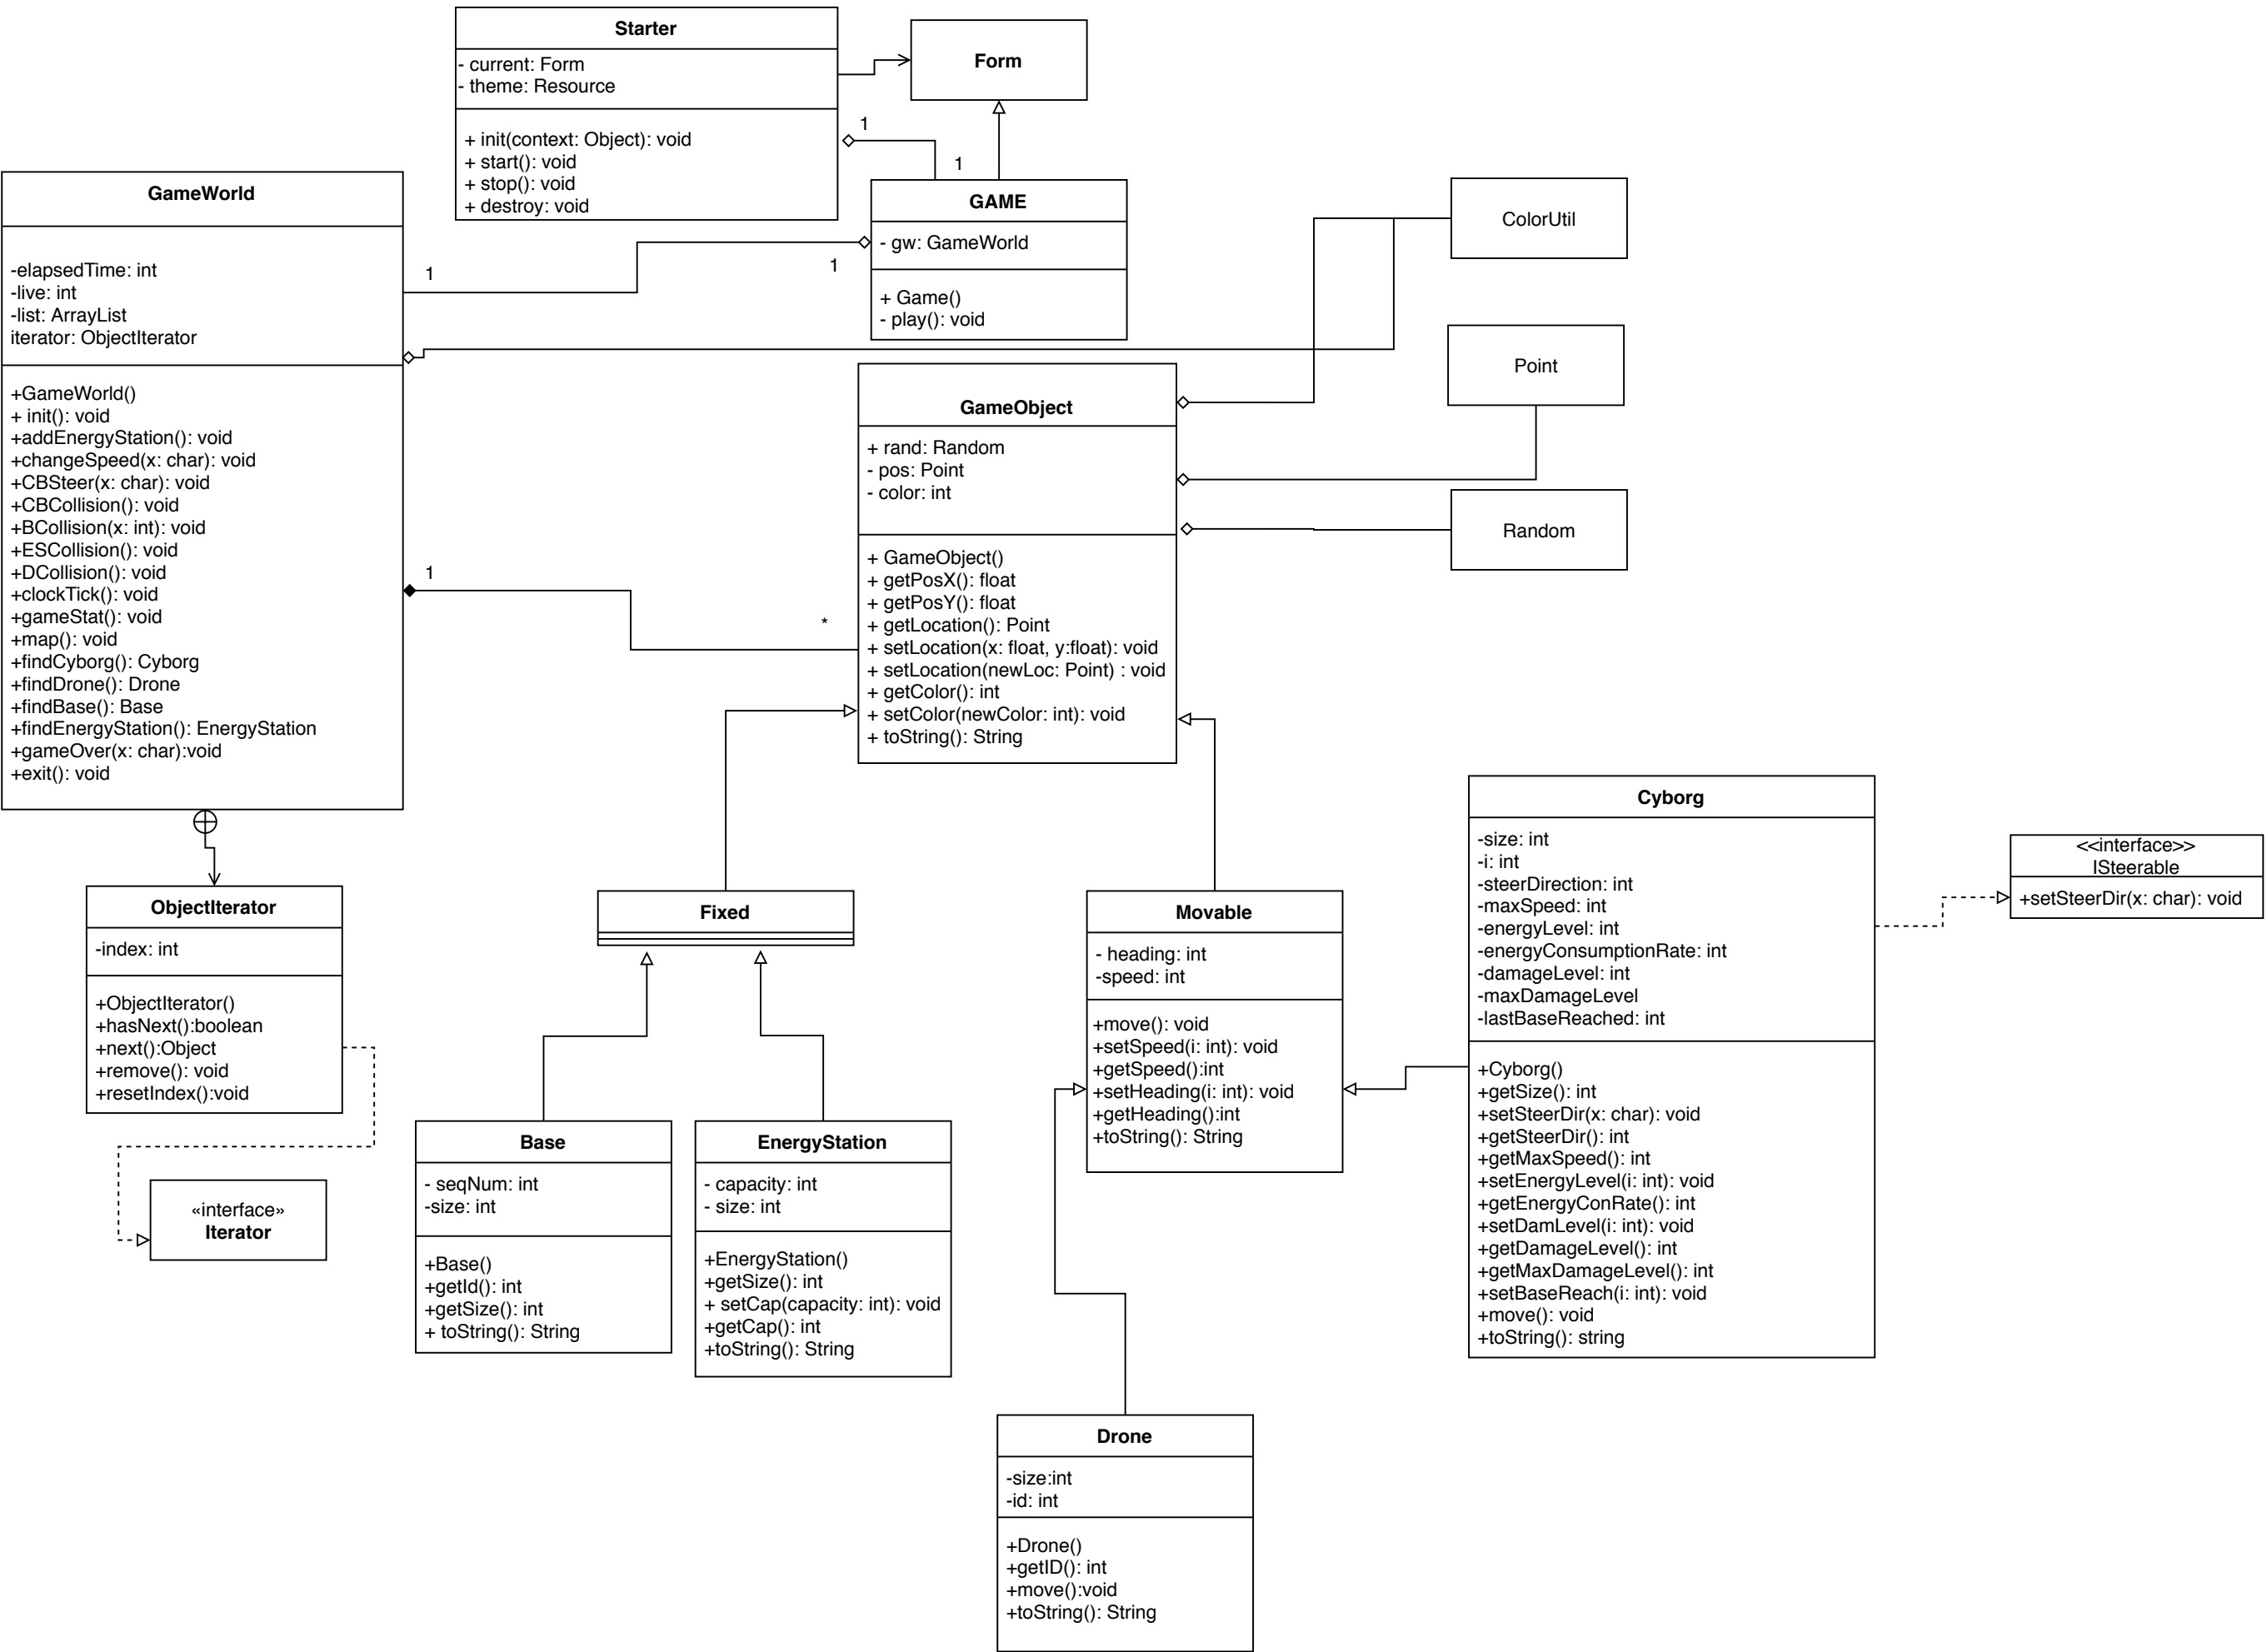 Starter
- current: Form
- theme: Resource
+ init(context: Object): void
+ start(): void
+ stop(): void
+ destroy: void
Form
1
1
GAME
- gw: GameWorld
+ Game()
- play(): void
1
1
GameWorld
-elapsedTime: int
-live: int
-list: ArrayList
iterator: ObjectIterator
+GameWorld()
+ init(): void
+addEnergyStation(): void
+changeSpeed(x: char): void
+CBSteer(x: char): void
+CBCollision(): void
+BCollision(x: int): void
+ESCollision(): void
+DCollision(): void
+clockTick(): void
+gameStat(): void
+map(): void
+findCyborg(): Cyborg
+findDrone(): Drone
+findBase(): Base
+findEnergyStation(): EnergyStation
+gameOver(x: char):void
+exit(): void
1
*
ColorUtil
Point
Random
GameObject
+ rand: Random
- pos: Point
- color: int
+ GameObject()
+ getPosX(): float
+ getPosY(): float
+ getLocation(): Point
+ setLocation(x: float, y:float): void
+ setLocation(newLoc: Point) : void
+ getColor(): int
+ setColor(newColor: int): void
+ toString(): String
ObjectIterator
-index: int
+ObjectIterator()
+hasNext():boolean
+next():Object
+remove(): void
+resetIndex():void
«interface»
Iterator
Fixed
Base
- seqNum: int
-size: int
+Base()
+getId(): int
+getSize(): int
+ toString(): String
EnergyStation
- capacity: int
- size: int
+EnergyStation()
+getSize(): int
+ setCap(capacity: int): void
+getCap(): int
+toString(): String
Movable
- heading: int
-speed: int
+move(): void
+setSpeed(i: int): void
+getSpeed():int
+setHeading(i: int): void
+getHeading():int
+toString(): String
Cyborg
-size: int
-i: int
-steerDirection: int
-maxSpeed: int
-energyLevel: int
-energyConsumptionRate: int
-damageLevel: int
-maxDamageLevel
-lastBaseReached: int
+Cyborg()
+getSize(): int
+setSteerDir(x: char): void
+getSteerDir(): int
+getMaxSpeed(): int
+setEnergyLevel(i: int): void
+getEnergyConRate(): int
+setDamLevel(i: int): void
+getDamageLevel(): int
+getMaxDamageLevel(): int
+setBaseReach(i: int): void
+move(): void
+toString(): string
<<interface>>
ISteerable
+setSteerDir(x: char): void
Drone
-size:int
-id: int
+Drone()
+getID(): int
+move():void
+toString(): String